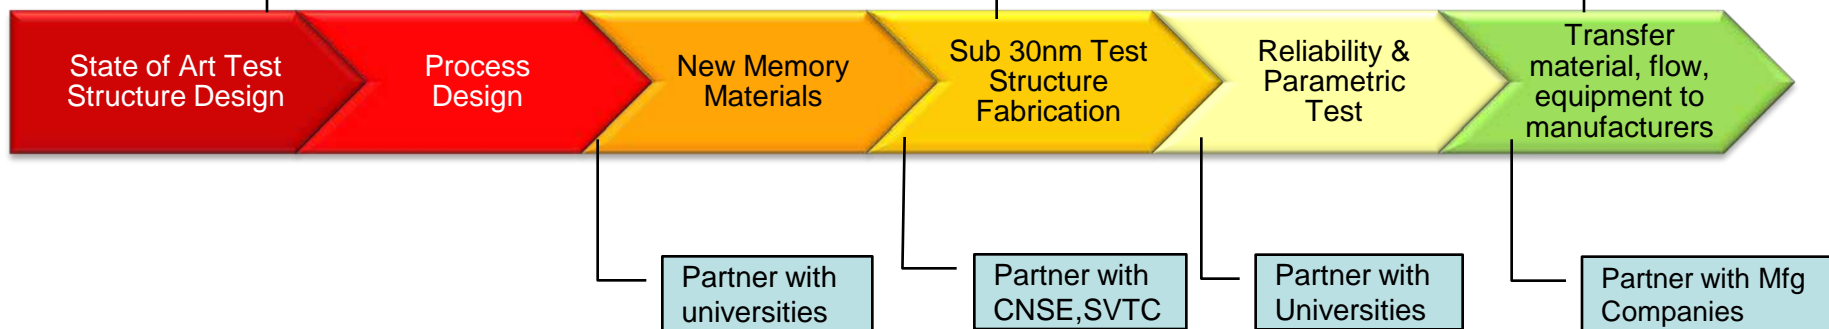 State of Art Test
Structure Design
Process
Design
New Memory
Materials
Sub 30nm Test
Structure
Fabrication
Reliability &
Parametric
Test
Transfer
material, flow,
equipment to
manufacturers
Partner with
universities
Partner with
CNSE,SVTC
Partner with
Universities
Partner with Mfg
Companies